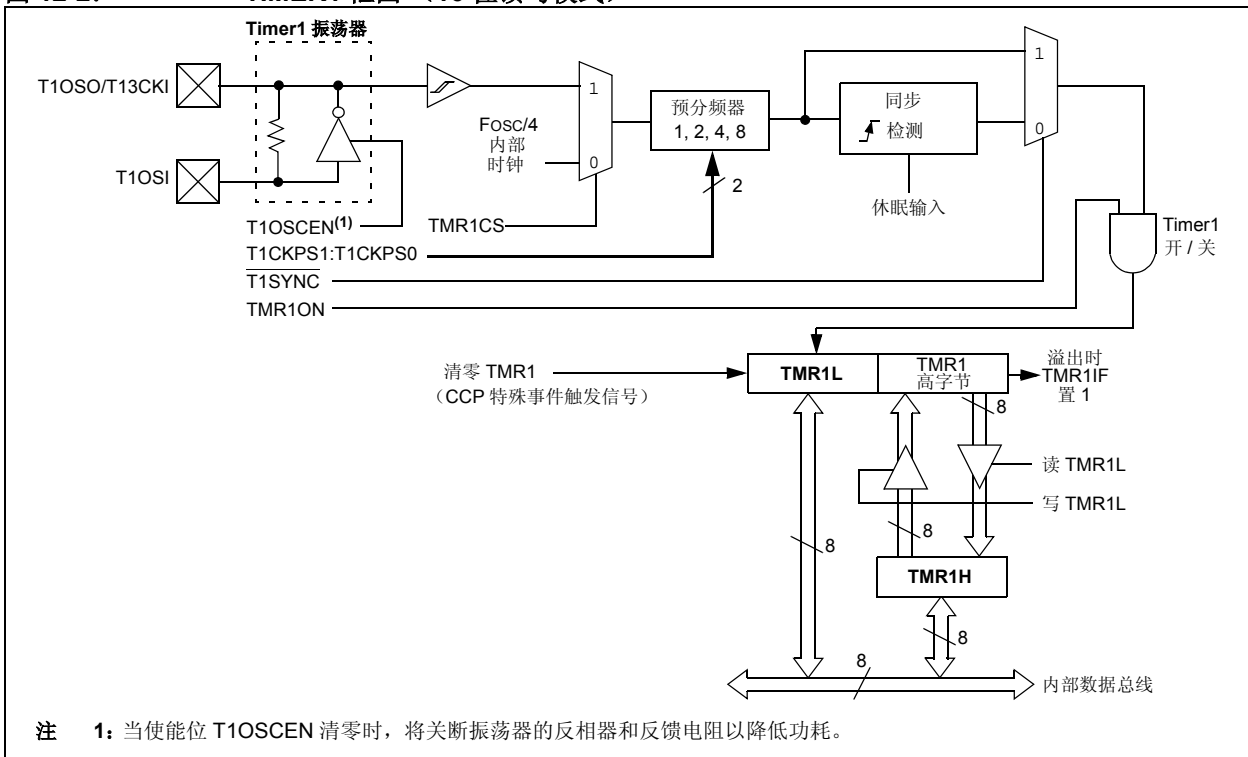 Timer1 振荡器
T1OSO/T13CKI
T1OSI
FOSC/4
内部
时钟
1
0
预分频器
1, 2, 4, 8
2
同步
检测
休眠输入
1
0
T1OSCEN(1)
TMR1CS
T1CKPS1:T1CKPS0
T1SYNC
TMR1ON
Timer1
开 / 关
清零 TMR1
(CCP 特殊事件触发信号)
TMR1L
TMR1
高字节
溢出时
TMR1IF
置 1
8
读 TMR1L
写 TMR1L
8
8
TMR1H
8
8
内部数据总线
注 1: 当使能位 T1OSCEN 清零时,将关断振荡器的反相器和反馈电阻以降低功耗。